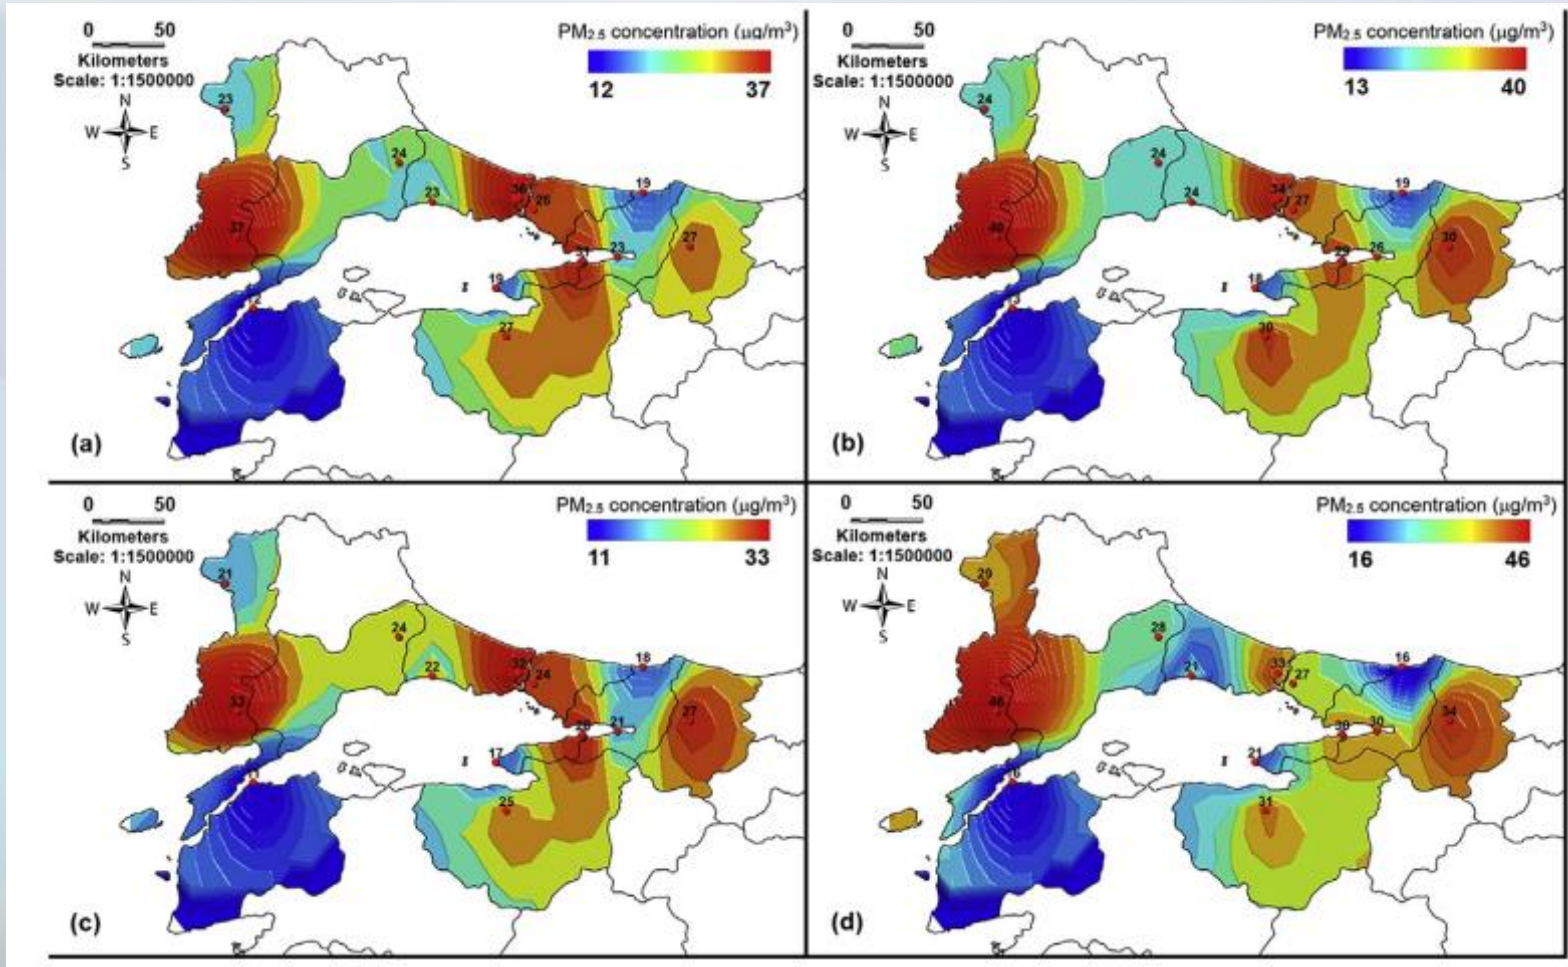 0 50
Kilometers
Scale: 1:1500000
N
W E
S
PM2.5 concentration (µg/m³)
12 37
23
24
23
36
26
19
27
37
31
23
19
12
27
(a)
0 50
Kilometers
Scale: 1:1500000
N
W E
S
PM2.5 concentration (µg/m³)
13 40
24
24
24
34
27
19
30
40
29
26
18
30
(b)
0 50
Kilometers
Scale: 1:1500000
N
W E
S
PM2.5 concentration (µg/m³)
11 33
21
24
22
32
24
18
27
33
21
17
11
25
(c)
0 50
Kilometers
Scale: 1:1500000
N
W E
S
PM2.5 concentration (µg/m³)
16 46
29
28
21
33
27
16
34
46
30
30
21
16
31
(d)